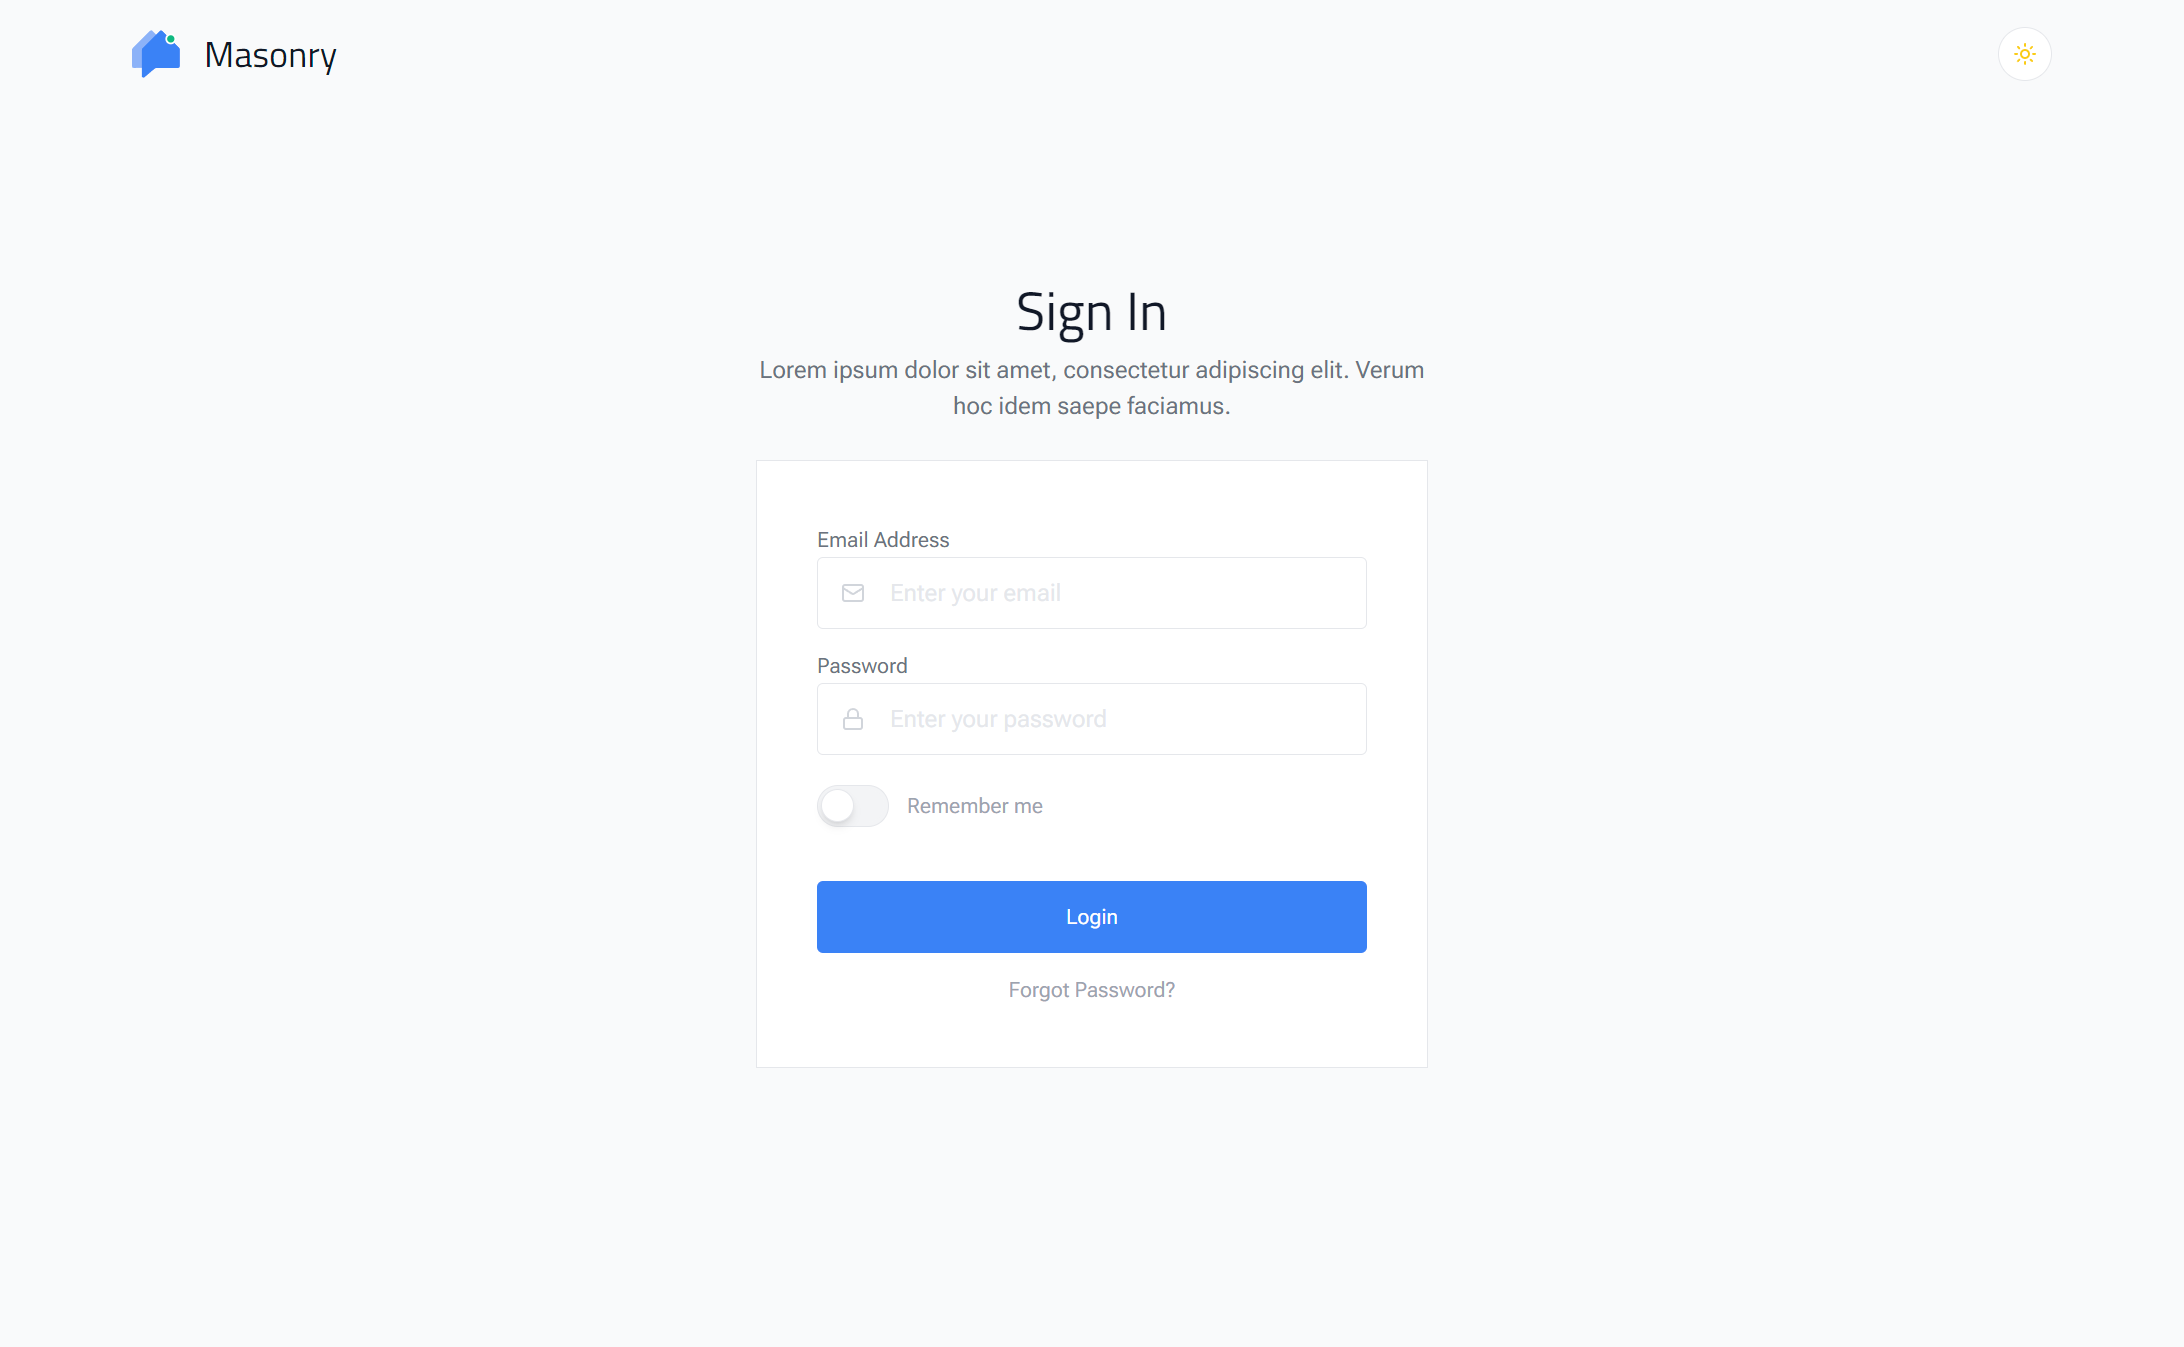 Masonry
Sign In
Lorem ipsum dolor sit amet, consectetur adipiscing elit. Verum
hoc idem saepe faciamus.
Email Address
Enter your email
Password
Enter your password
Remember me
Login
Forgot Password?